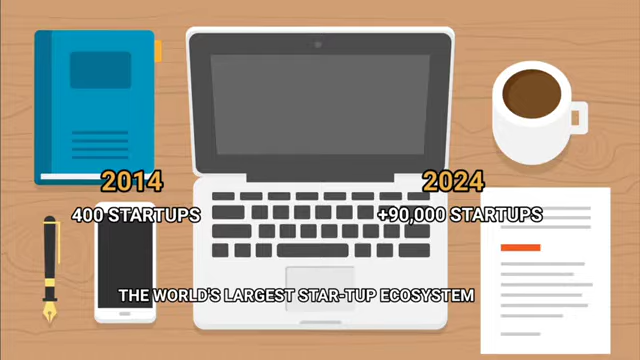 2014
2024
400 STARTUPS
+90,000 STARTUPS
THE WORLD'S LARGEST STAR-TUP ECOSYSTEM